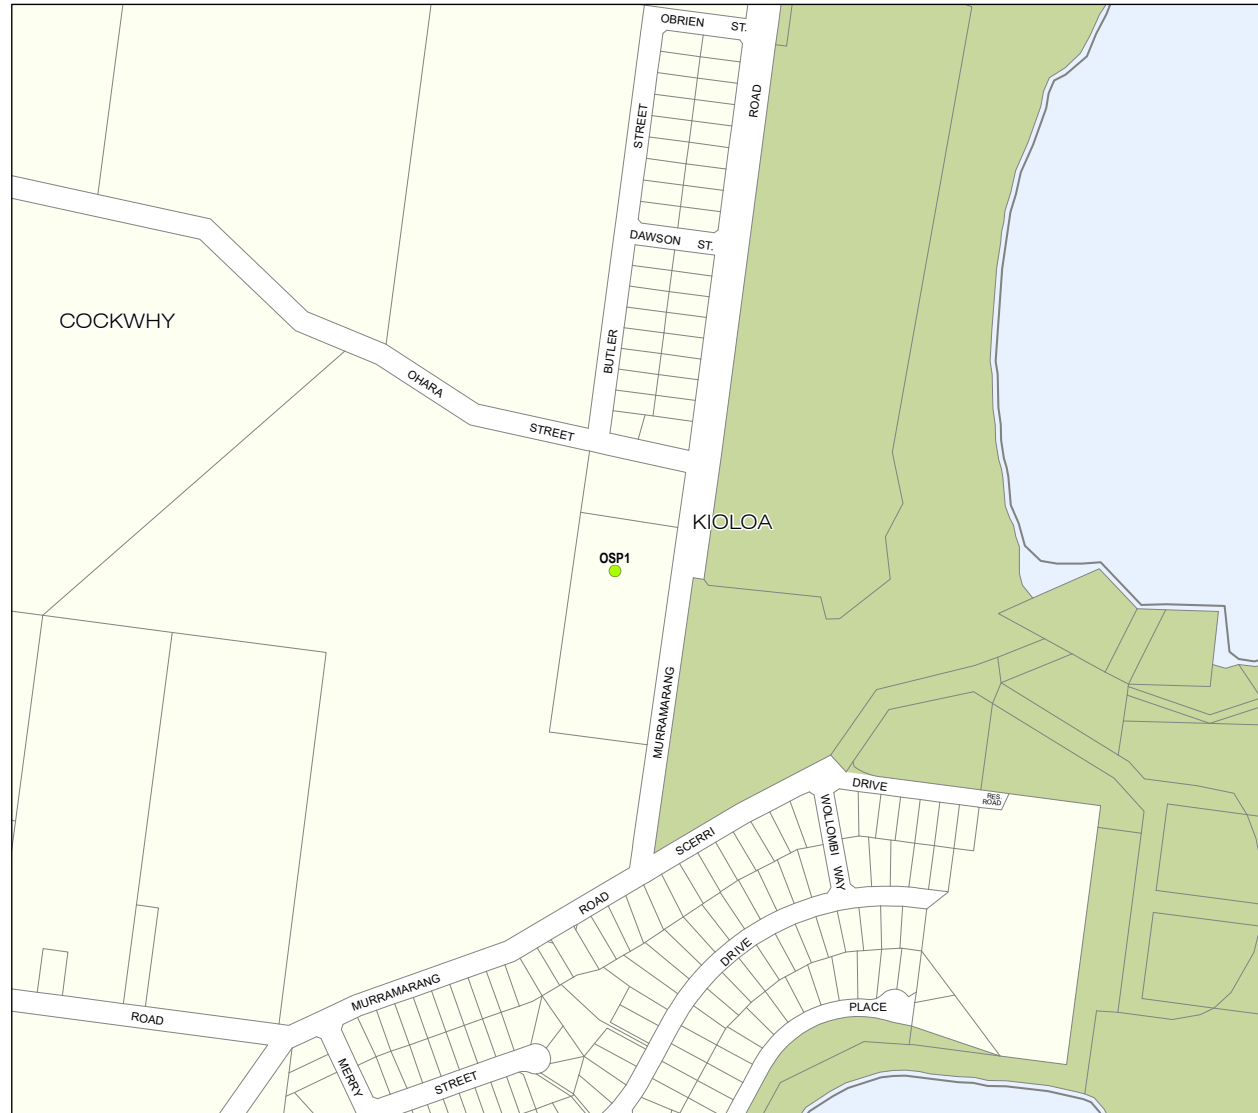 OBRIEN ST.
STREET
ROAD
DAWSON ST.
COCKWHY
BUTLER
OHARA
STREET
KIOLOA
OSP1
MURRAMARANG
DRIVE
RES.
ROAD
WOLLOMBI WAY
SCERRI
ROAD
DRIVE
MURRAMARANG
PLACE
ROAD
MERRY
STREET